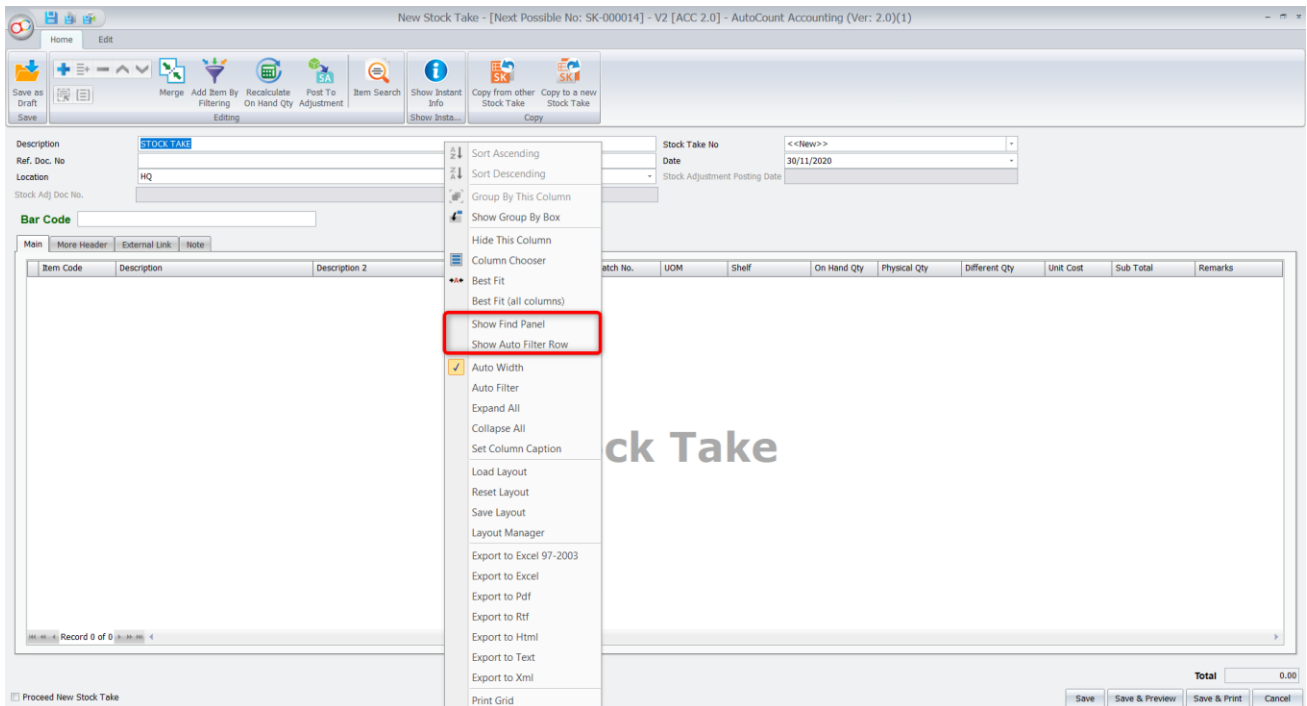 New Stock Take - [Next Possible No: SK-000014] - V2 [ACC 2.0] - AutoCount Accounting (Ver: 2.0)(1)
Home Edit
Save as Draft
Merge
Add Item By Filtering
Recalculate On Hand Qty
Post To Adjustment
Item Search
Show Instant Info
Copy from other Stock Take
Copy to a new Stock Take
Save Editing Show Insta... Copy
Description STOCK TAKE Stock Take No <<New>>
Ref. Doc. No Date 30/11/2020
Location HQ Stock Adjustment Posting Date
Stock Adj Doc No.
Bar Code
Main More Header External Link Note
Item Code Description Description 2 atch No. UOM Shelf On Hand Qty Physical Qty Different Qty Unit Cost Sub Total Remarks
Sort Ascending
Sort Descending
Group By This Column
Show Group By Box
Hide This Column
Column Chooser
Best Fit
Best Fit (all columns)
Show Find Panel
Show Auto Filter Row
Auto Width
Auto Filter
Expand All
Collapse All
Set Column Caption
Load Layout
Reset Layout
Save Layout
Layout Manager
Export to Excel 97-2003
Export to Excel
Export to Pdf
Export to Rtf
Export to Html
Export to Text
Export to Xml
Print Grid
ck Take
Record 0 of 0
Total 0.00
Proceed New Stock Take Save Save & Preview Save & Print Cancel